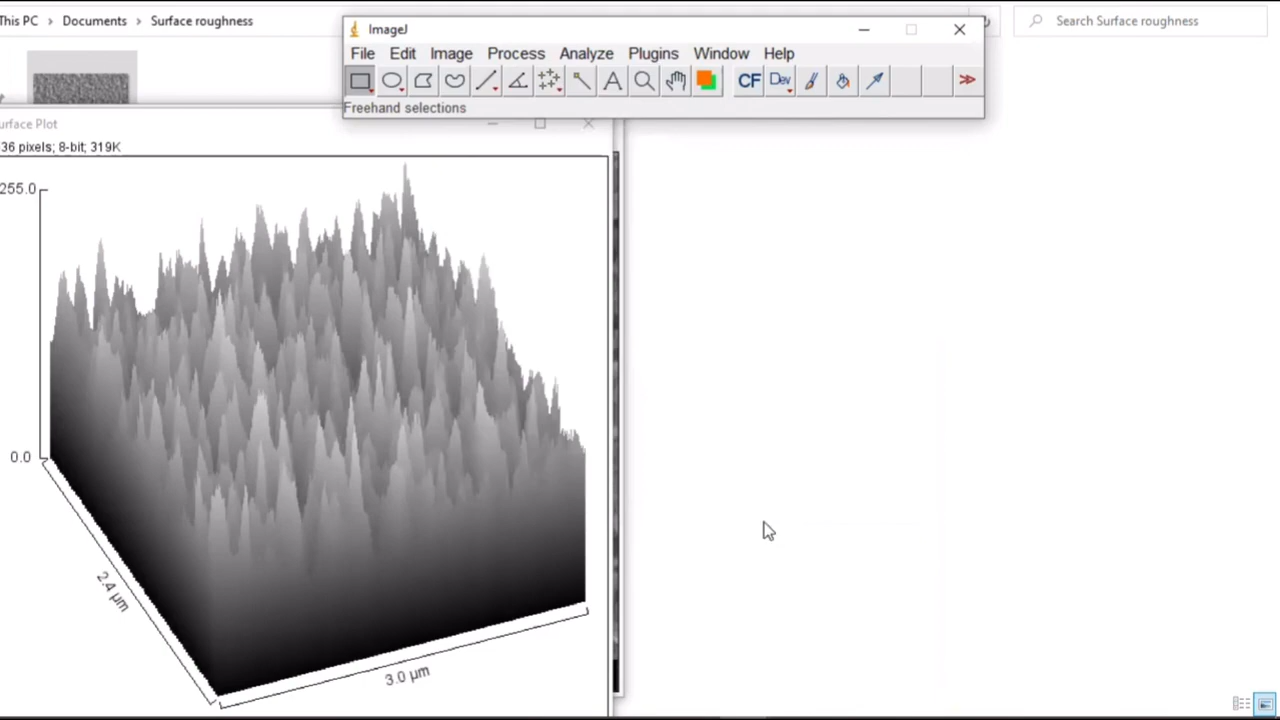 This PC > Documents > Surface roughness
Search Surface roughness
ImageJ
File Edit Image Process Analyze Plugins Window Help
A CF Dev >>
Freehand selections
urface Plot
36 pixels; 8-bit; 319K
255.0
0.0
2.4 µm
3.0 µm